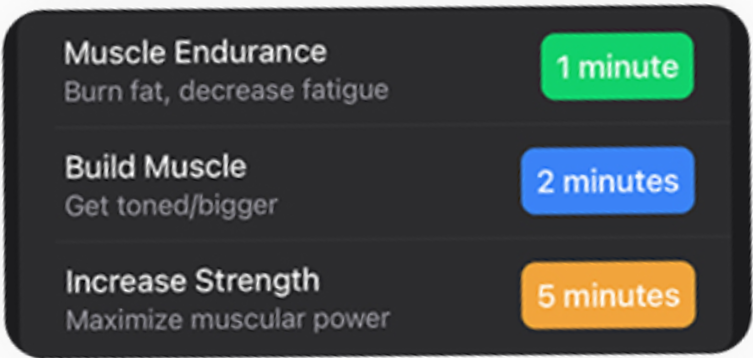 Muscle Endurance
1 minute
Burn fat, decrease fatigue
Build Muscle
2 minutes
Get toned/bigger
Increase Strength
5 minutes
Maximize muscular power